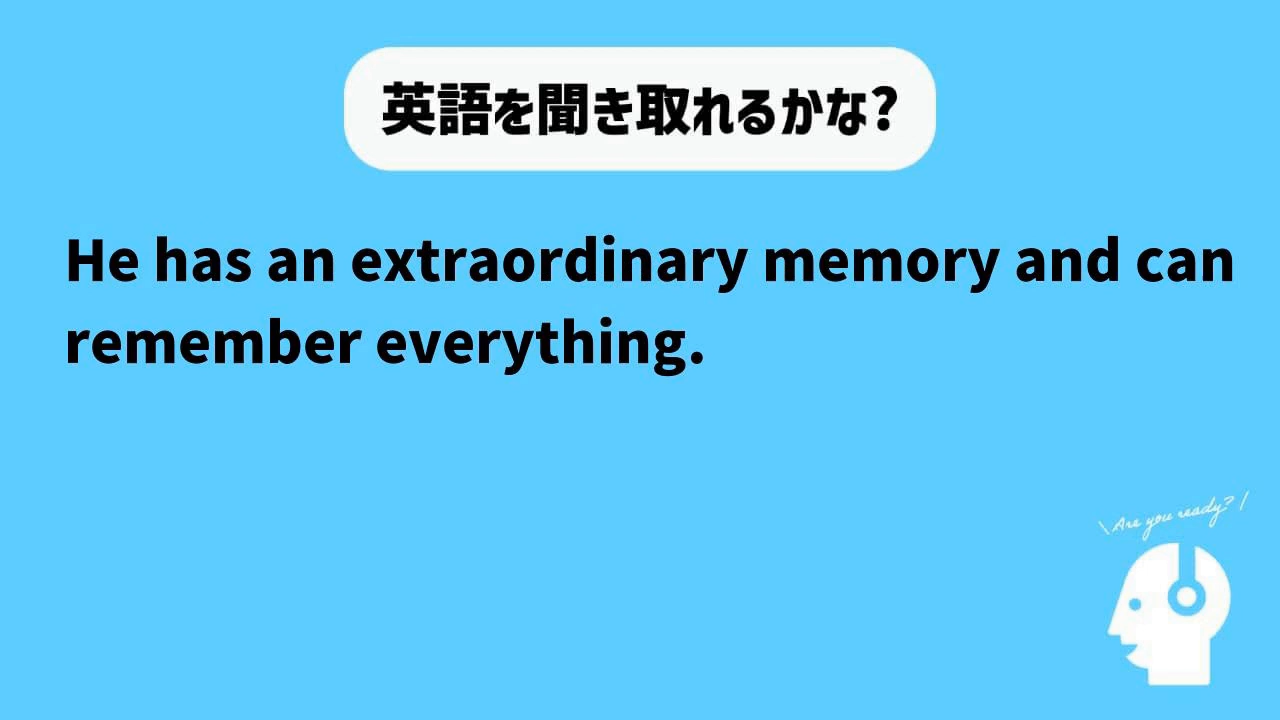 英語を聞き取れるかな?
He has an extraordinary memory and can
remember everything.
\Are you ready? /